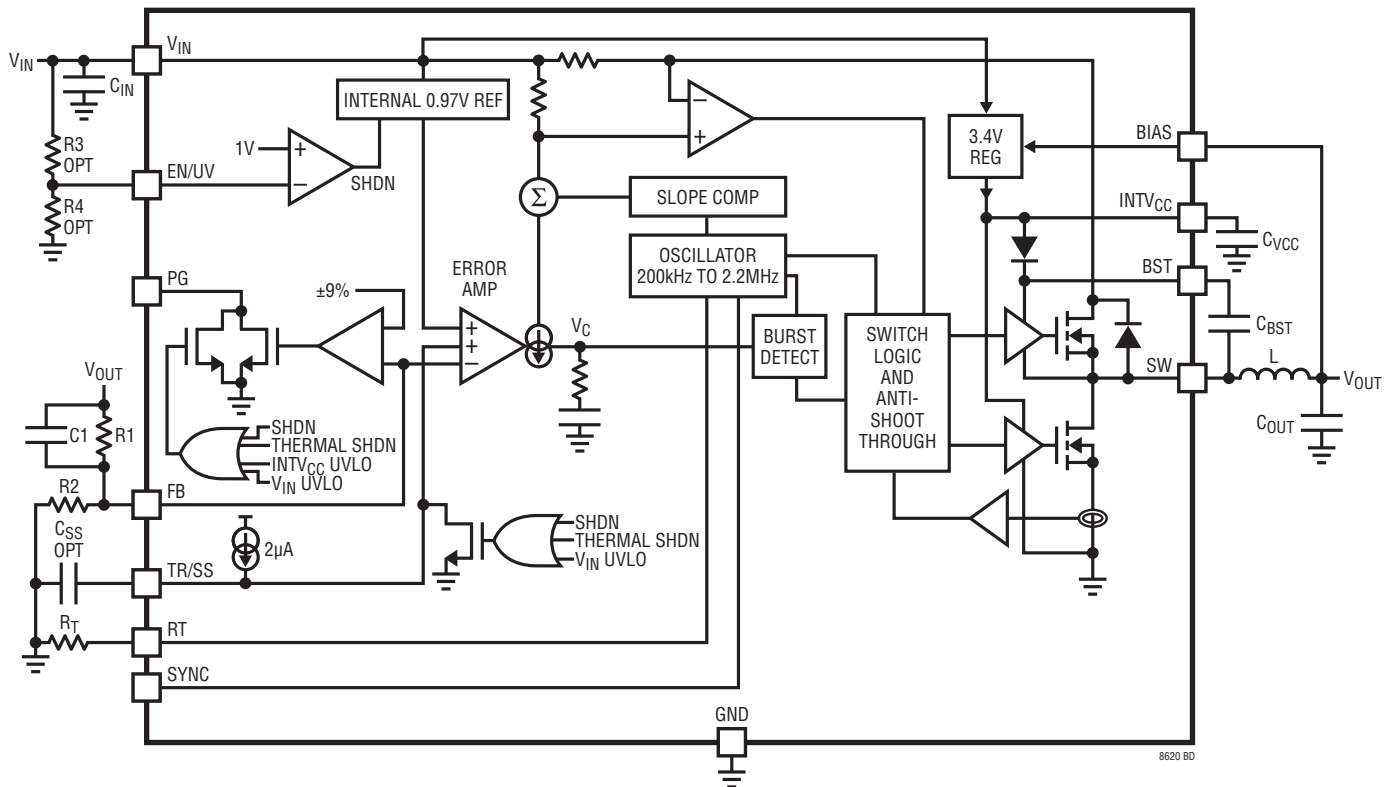 VIN
VIN
CIN
INTERNAL 0.97V REF
R3
OPT
1V
+
−
SHDN
EN/UV
R4
OPT
−
+
3.4V
REG
BIAS
Σ
SLOPE COMP
INTVCC
CVCC
OSCILLATOR
200kHz TO 2.2MHz
BST
PG
±9%
ERROR
AMP
+
+
−
VC
BURST
DETECT
SWITCH
LOGIC
AND
ANTI-
SHOOT
THROUGH
CBST
SW
L
VOUT
COUT
VOUT
C1
R1
SHDN
THERMAL SHDN
INTVCC UVLO
VIN UVLO
R2
FB
CSS
OPT
2µA
SHDN
THERMAL SHDN
VIN UVLO
TR/SS
RT
RT
SYNC
GND
8620 BD